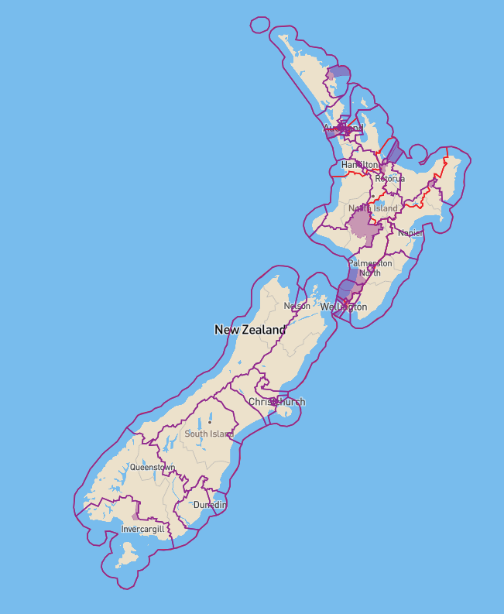 Auckland
Hamilton
Rotorua
North Island
Napier
Palmerston
North
Nelson
Wellington
New Zealand
Christchurch
South Island
Queenstown
Dunedin
Invercargill